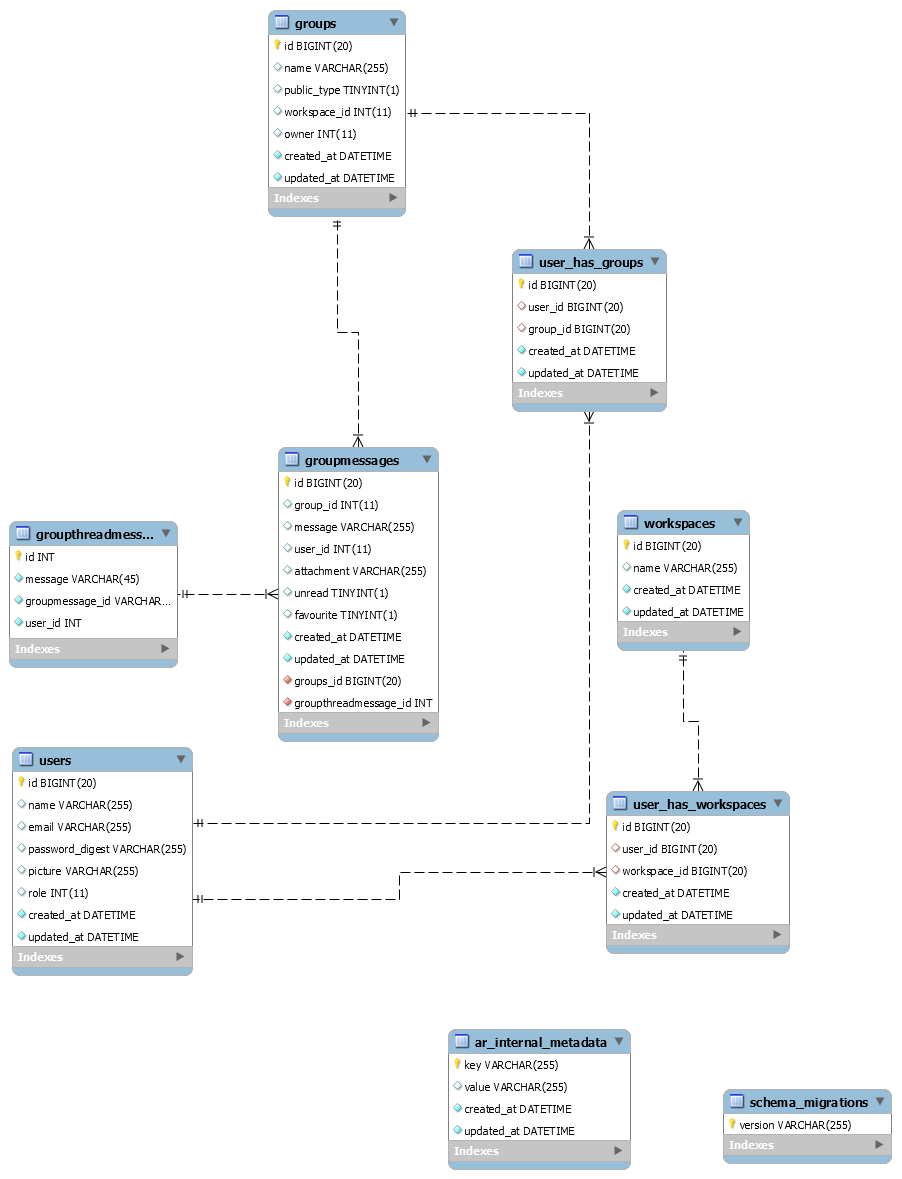 groups
id BIGINT(20)
name VARCHAR(255)
public_type TINYINT(1)
workspace_id INT(11)
owner INT(11)
created_at DATETIME
updated_at DATETIME
Indexes
user_has_groups
id BIGINT(20)
user_id BIGINT(20)
group_id BIGINT(20)
created_at DATETIME
updated_at DATETIME
Indexes
groupmessages
id BIGINT(20)
group_id INT(11)
message VARCHAR(255)
user_id INT(11)
attachment VARCHAR(255)
unread TINYINT(1)
favourite TINYINT(1)
created_at DATETIME
updated_at DATETIME
groups_id BIGINT(20)
groupthreadmessage_id INT
Indexes
groupthreadmess...
id INT
message VARCHAR(45)
groupmessage_id VARCHAR...
user_id INT
Indexes
workspaces
id BIGINT(20)
name VARCHAR(255)
created_at DATETIME
updated_at DATETIME
Indexes
users
id BIGINT(20)
name VARCHAR(255)
email VARCHAR(255)
password_digest VARCHAR(255)
picture VARCHAR(255)
role INT(11)
created_at DATETIME
updated_at DATETIME
Indexes
user_has_workspaces
id BIGINT(20)
user_id BIGINT(20)
workspace_id BIGINT(20)
created_at DATETIME
updated_at DATETIME
Indexes
ar_internal_metadata
key VARCHAR(255)
value VARCHAR(255)
created_at DATETIME
updated_at DATETIME
Indexes
schema_migrations
version VARCHAR(255)
Indexes